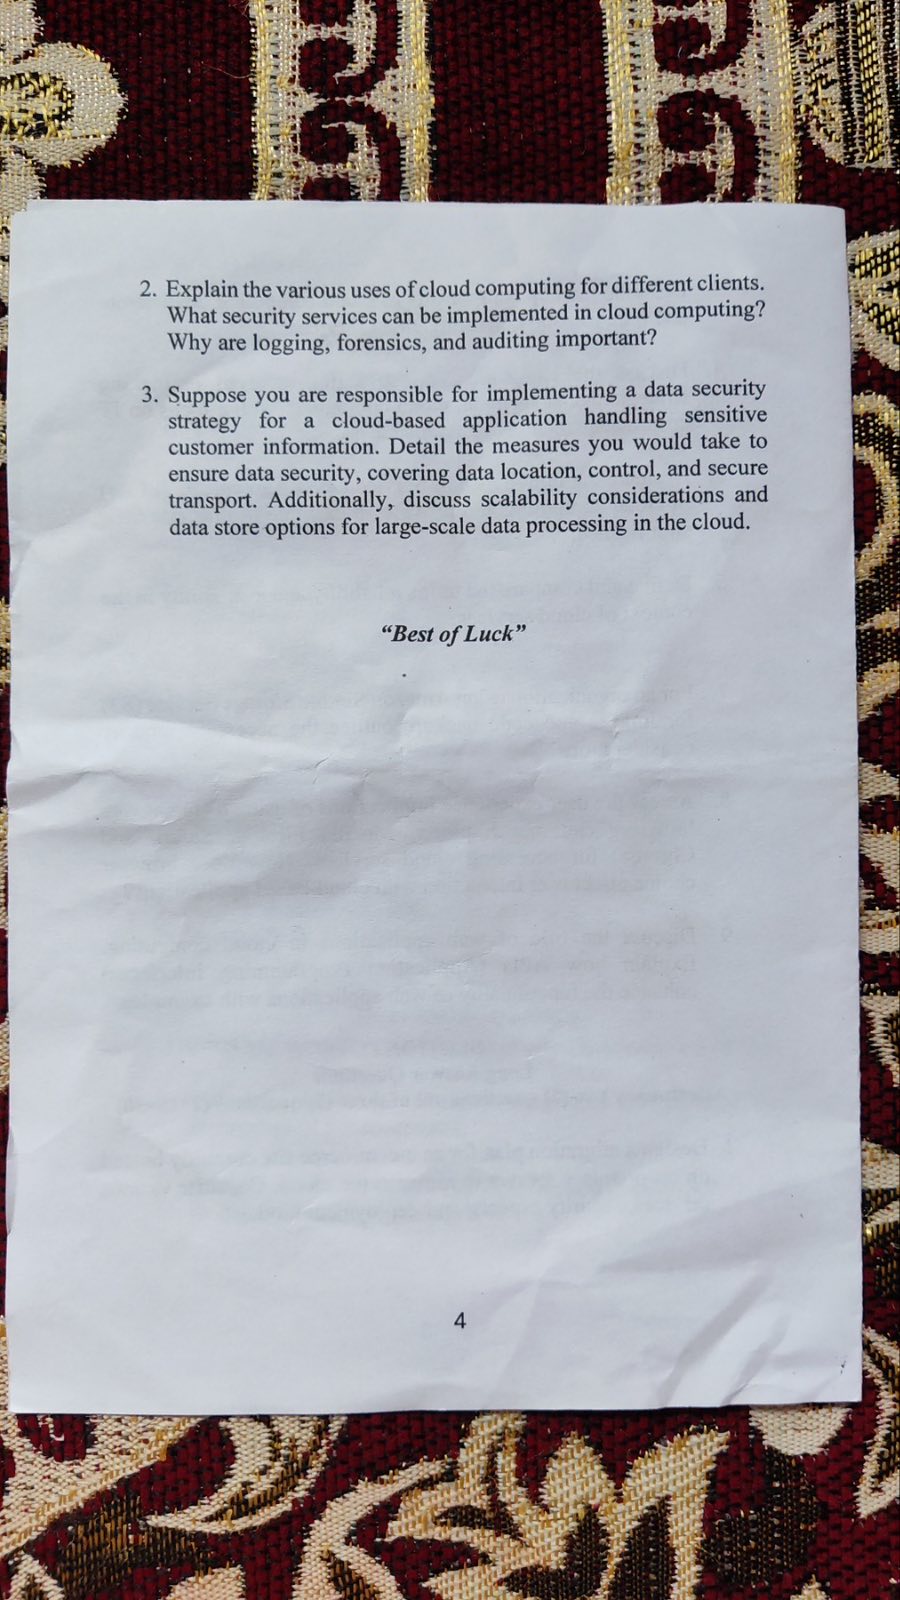 2. Explain the various uses of cloud computing for different clients.
What security services can be implemented in cloud computing?
Why are logging, forensics, and auditing important?
3. Suppose you are responsible for implementing a data security
strategy for a cloud-based application handling sensitive
customer information. Detail the measures you would take to
ensure data security, covering data location, control, and secure
transport. Additionally, discuss scalability considerations and
data store options for large-scale data processing in the cloud.
“Best of Luck”
4